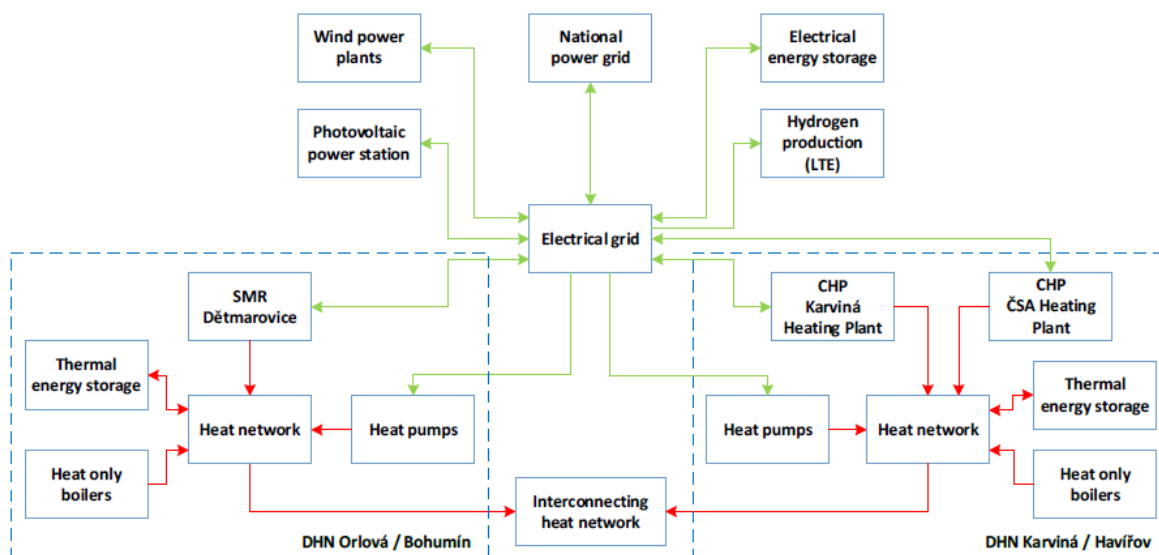 Wind power
plants
National
power grid
Electrical
energy storage
Photovoltaic
power station
Hydrogen
production
(LTE)
Electrical grid
SMR
Dětmarovice
CHP
Karviná
Heating Plant
CHP
ČSA Heating
Plant
Thermal
energy storage
Heat network
Heat pumps
Heat only
boilers
Heat pumps
Heat network
Thermal
energy storage
Heat only
boilers
Interconnecting
heat network
DHN Orlová / Bohumín
DHN Karviná / Havířov